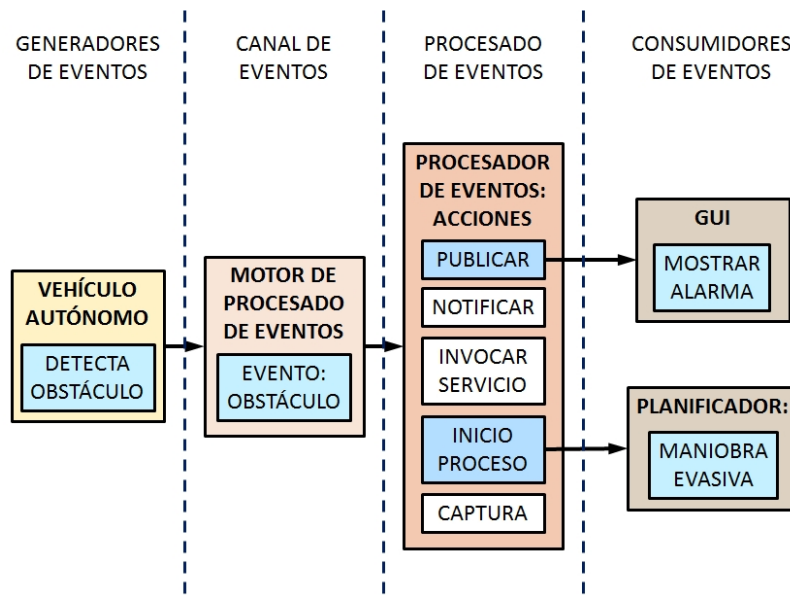 GENERADORES
DE EVENTOS
CANAL DE
EVENTOS
PROCESADO
DE EVENTOS
CONSUMIDORES
DE EVENTOS
VEHÍCULO
AUTÓNOMO
DETECTA
OBSTÁCULO
MOTOR DE
PROCESADO
DE EVENTOS
EVENTO:
OBSTÁCULO
PROCESADOR
DE EVENTOS:
ACCIONES
PUBLICAR
NOTIFICAR
INVOCAR
SERVICIO
INICIO
PROCESO
CAPTURA
GUI
MOSTRAR
ALARMA
PLANIFICADOR:
MANIOBRA
EVASIVA